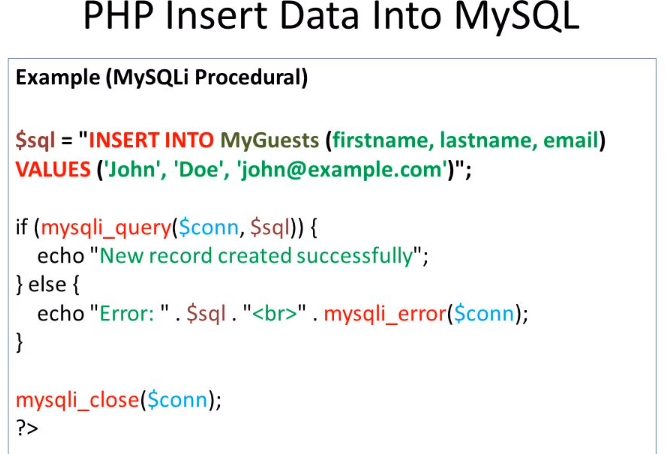 PHP Insert Data Into MySQL
Example (MySQLi Procedural)
$sql = "INSERT INTO MyGuests (firstname, lastname, email)
VALUES ('John', 'Doe', 'john@example.com')";
if (mysqli_query($conn, $sql)) {
echo "New record created successfully";
} else {
echo "Error: " . $sql . "<br>" . mysqli_error($conn);
}
mysqli_close($conn);
?>